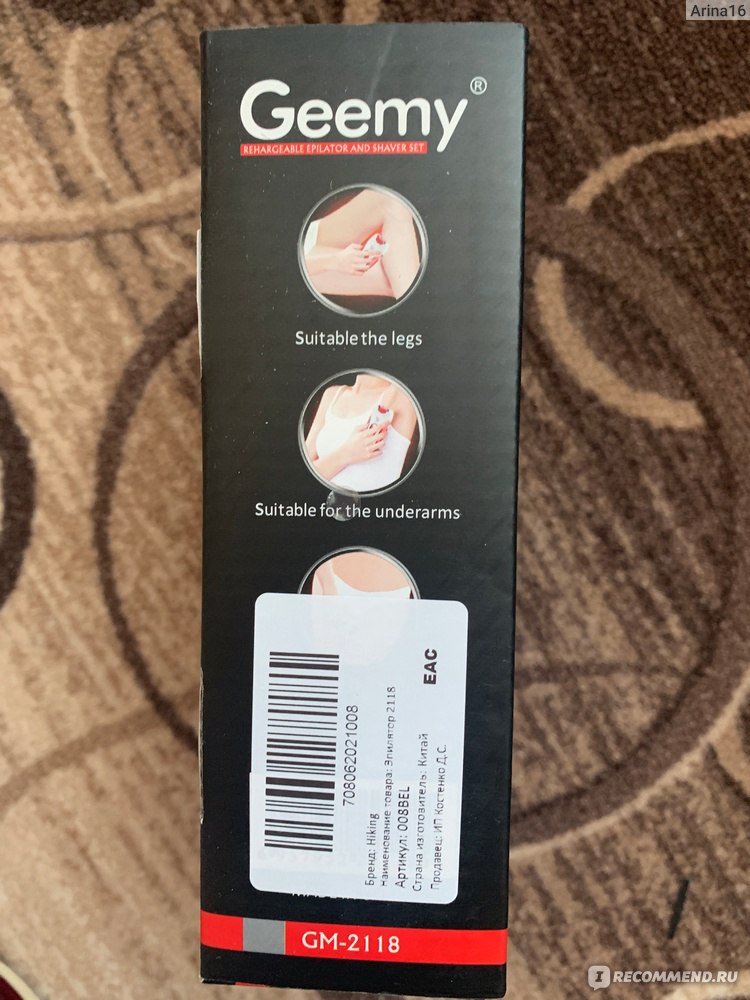 Arina16
Geemy®
REHARGEABLE EPILATOR AND SHAVER SET
Suitable the legs
Suitable for the underarms
708062021008
Бренд: Hiking
Наименование товара: Эпилятор 2118
Артикул: 008BEL
Страна изготовитель: Китай
Продавец: ИП Костенко Д.С.
EAC
GM-2118
I RECOMMEND.RU